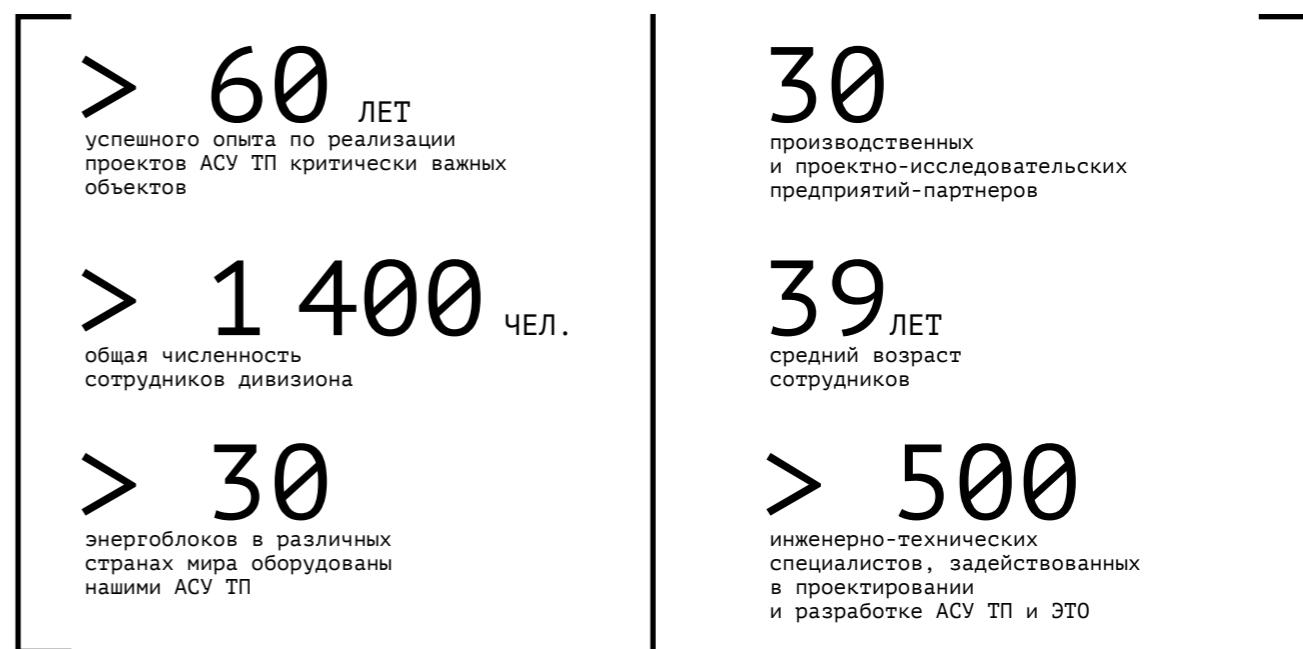 > 60 ЛЕТ
успешного опыта по реализации
проектов АСУ ТП критически важных
объектов
> 1 400 ЧЕЛ.
общая численность
сотрудников дивизиона
> 30
энергоблоков в различных
странах мира оборудованы
нашими АСУ ТП
30
производственных
и проектно-исследовательских
предприятий-партнеров
39 ЛЕТ
средний возраст
сотрудников
> 500
инженерно-технических
специалистов, задействованных
в проектировании
и разработке АСУ ТП и ЭТО